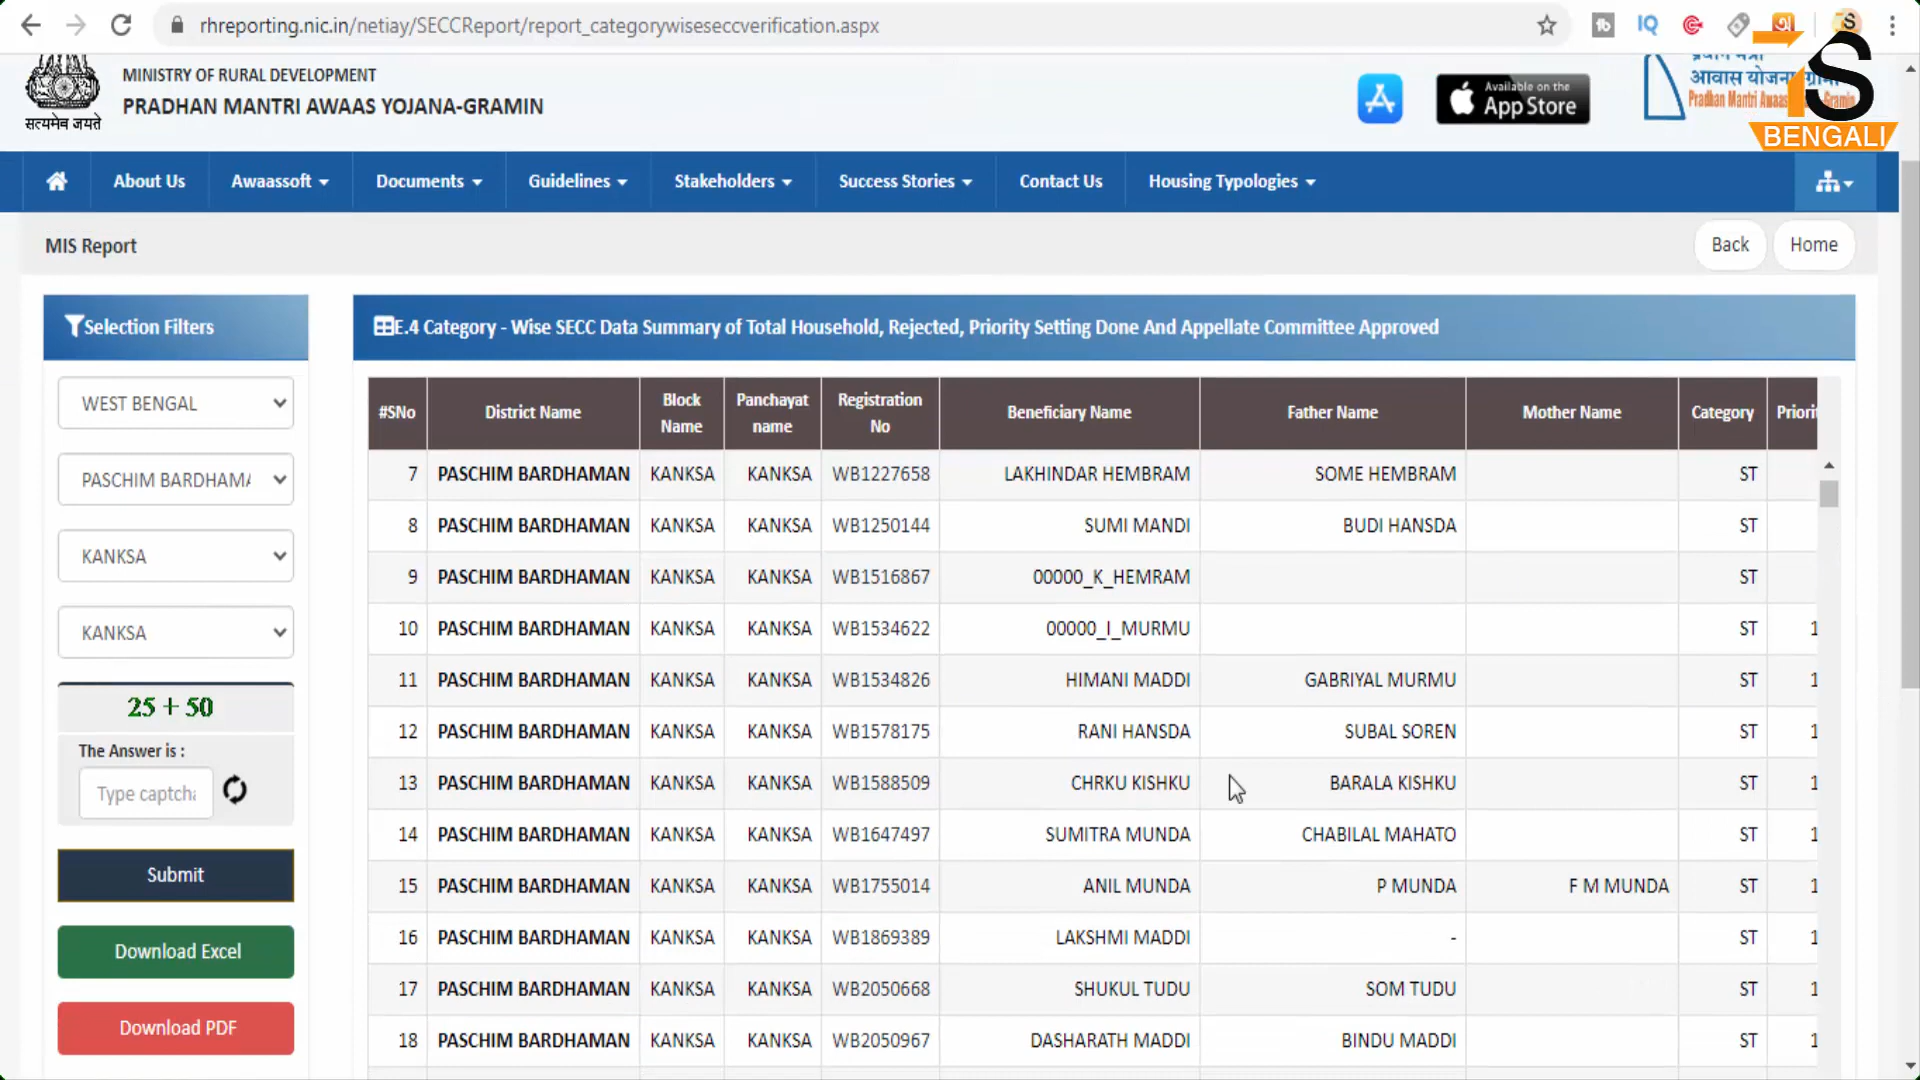 rhreporting.nic.in/netiay/SECCReport/report_categorywiseseccverification.aspx
tb
IQ
S
BENGALI
MINISTRY OF RURAL DEVELOPMENT
PRADHAN MANTRI AWAAS YOJANA-GRAMIN
सत्यमेव जयते
Available on the
App Store
Pradhan Mantri Gramin
About Us Awaassoft Documents Guidelines Stakeholders Success Stories Contact Us Housing Typologies
MIS Report
Back Home
Selection Filters
WEST BENGAL
PASCHIM BARDHAMA
KANKSA
KANKSA
25 + 50
The Answer is :
Type captcha
Submit
Download Excel
Download PDF
E.4 Category - Wise SECC Data Summary of Total Household, Rejected, Priority Setting Done And Appellate Committee Approved
#SNo District Name Block Name Panchayat name Registration No Beneficiary Name Father Name Mother Name Category Priorit
7 PASCHIM BARDHAMAN KANKSA KANKSA WB1227658 LAKHINDAR HEMBRAM SOME HEMBRAM ST
8 PASCHIM BARDHAMAN KANKSA KANKSA WB1250144 SUMI MANDI BUDI HANSDA ST
9 PASCHIM BARDHAMAN KANKSA KANKSA WB1516867 00000_K_HEMRAM ST
10 PASCHIM BARDHAMAN KANKSA KANKSA WB1534622 00000_I_MURMU ST 1
11 PASCHIM BARDHAMAN KANKSA KANKSA WB1534826 HIMANI MADDI GABRIYAL MURMU ST 1
12 PASCHIM BARDHAMAN KANKSA KANKSA WB1578175 RANI HANSDA SUBAL SOREN ST 1
13 PASCHIM BARDHAMAN KANKSA KANKSA WB1588509 CHRKU KISHKU BARALA KISHKU ST 1
14 PASCHIM BARDHAMAN KANKSA KANKSA WB1647497 SUMITRA MUNDA CHABILAL MAHATO ST 1
15 PASCHIM BARDHAMAN KANKSA KANKSA WB1755014 ANIL MUNDA P MUNDA F M MUNDA ST 1
16 PASCHIM BARDHAMAN KANKSA KANKSA WB1869389 LAKSHMI MADDI - ST 1
17 PASCHIM BARDHAMAN KANKSA KANKSA WB2050668 SHUKUL TUDU SOM TUDU ST 1
18 PASCHIM BARDHAMAN KANKSA KANKSA WB2050967 DASHARATH MADDI BINDU MADDI ST 1